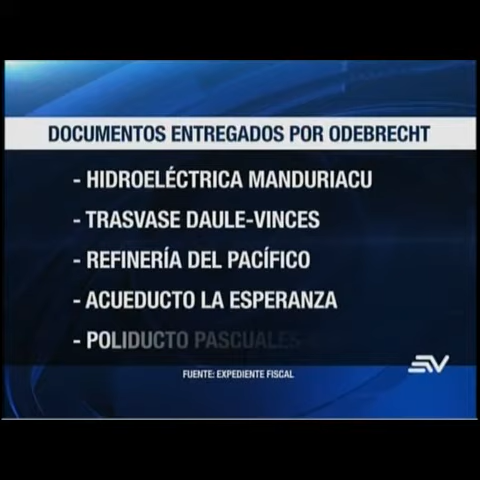 DOCUMENTOS ENTREGADOS POR ODEBRECHT
- HIDROELÉCTRICA MANDURIACU
- TRASVASE DAULE-VINCES
- REFINERÍA DEL PACÍFICO
- ACUEDUCTO LA ESPERANZA
- POLIDUCTO PASCUALES-
FUENTE: EXPEDIENTE FISCAL